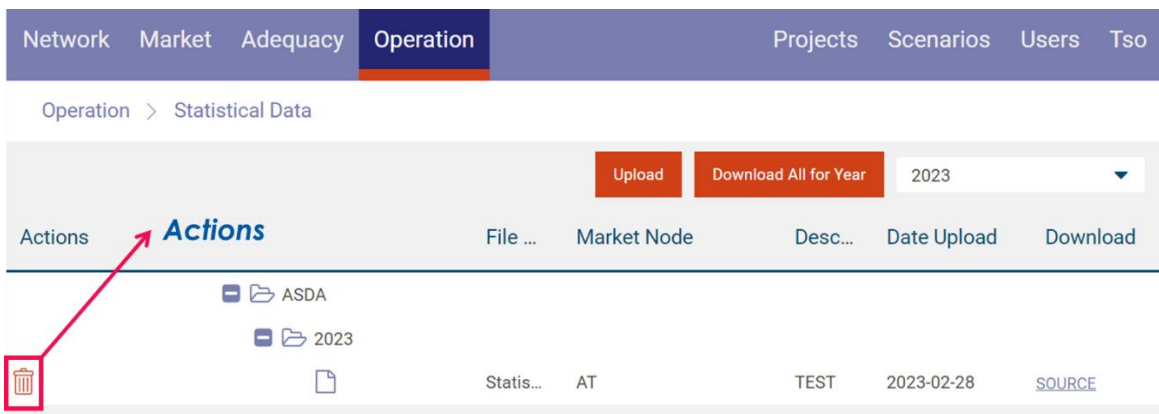 Network Market Adequacy Operation Projects Scenarios Users Tso
Operation > Statistical Data
Upload Download All for Year 2023
Actions Actions File ... Market Node Desc... Date Upload Download
ASDA
2023
Statis... AT TEST 2023-02-28 SOURCE